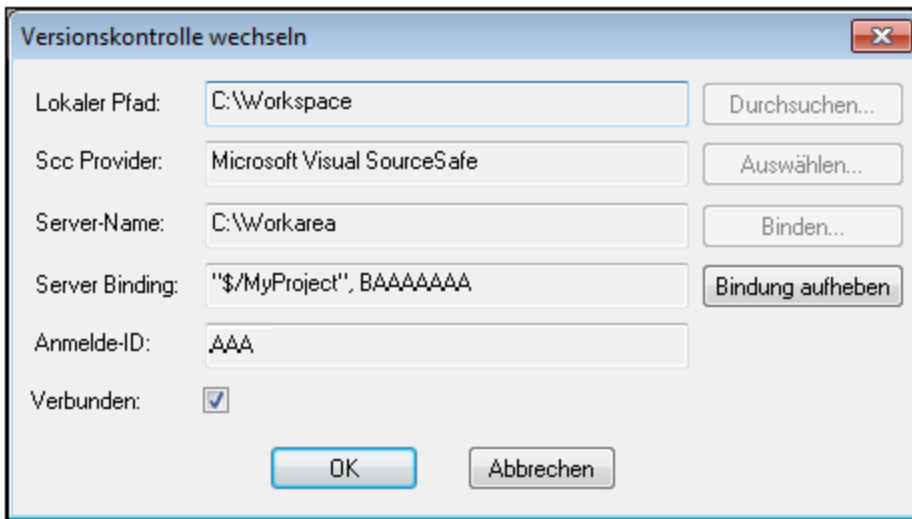 Versionskontrolle wechseln
Lokaler Pfad: C:\Workspace Durchsuchen...
Scc Provider: Microsoft Visual SourceSafe Auswählen...
Server-Name: C:\Workarea Binden...
Server Binding: "$/MyProject", BAAAAAAA Bindung aufheben
Anmelde-ID: AAA
Verbunden:
OK Abbrechen